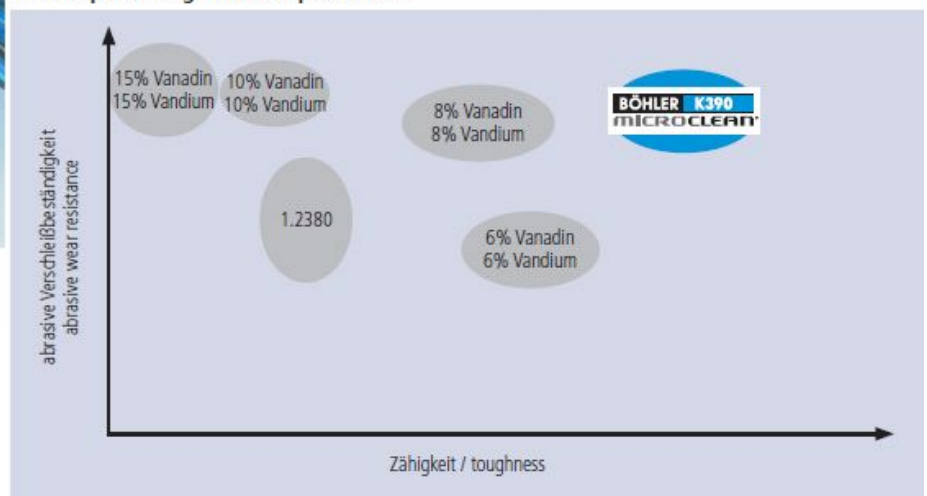 15% Vanadin
15% Vandium
10% Vanadin
10% Vandium
8% Vanadin
8% Vandium
BÖHLER K390
MICROCLEAN®
1.2380
6% Vanadin
6% Vandium
abrasive Verschleißbeständigkeit
abrasive wear resistance
Zähigkeit / toughness